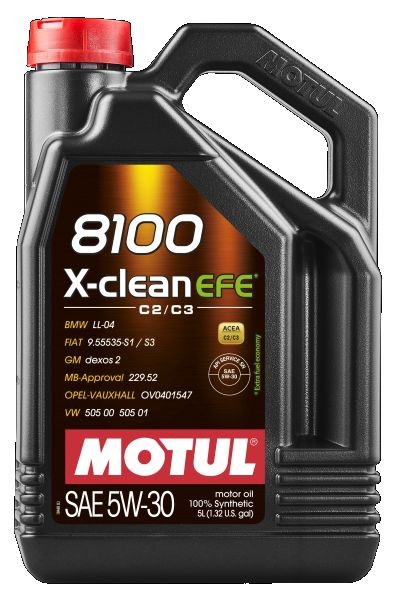 MOTUL
8100
X-clean EFE*
C2/C3
BMW LL-04
FIAT 9.55535-S1 / S3
GM dexos 2
MB-Approval 229.52
OPEL-VAUXHALL OV0401547
VW 505 00 505 01
ACEA
C2/C3
API SERVICE SN
SAE
5W-30
* Extra fuel economy
MOTUL®
SAE 5W-30
motor oil
100% Synthetic
5L (1.32 U.S. gal)